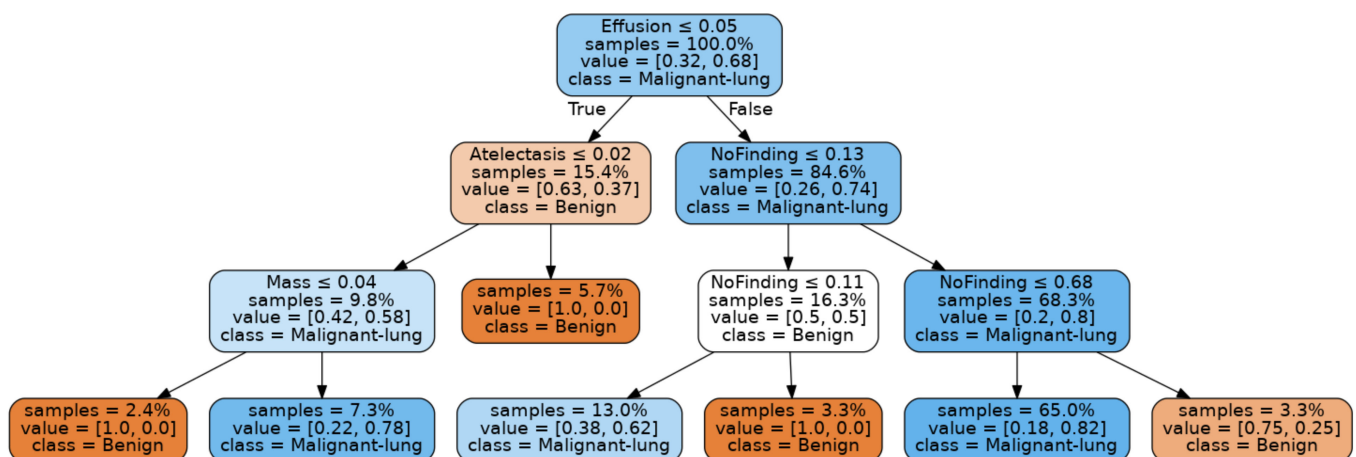 Effusion ≤ 0.05
samples = 100.0%
value = [0.32, 0.68]
class = Malignant-lung
True
False
Atelectasis ≤ 0.02
samples = 15.4%
value = [0.63, 0.37]
class = Benign
NoFinding ≤ 0.13
samples = 84.6%
value = [0.26, 0.74]
class = Malignant-lung
Mass ≤ 0.04
samples = 9.8%
value = [0.42, 0.58]
class = Malignant-lung
samples = 5.7%
value = [1.0, 0.0]
class = Benign
NoFinding ≤ 0.11
samples = 16.3%
value = [0.5, 0.5]
class = Benign
NoFinding ≤ 0.68
samples = 68.3%
value = [0.2, 0.8]
class = Malignant-lung
samples = 2.4%
value = [1.0, 0.0]
class = Benign
samples = 7.3%
value = [0.22, 0.78]
class = Malignant-lung
samples = 13.0%
value = [0.38, 0.62]
class = Malignant-lung
samples = 3.3%
value = [1.0, 0.0]
class = Benign
samples = 65.0%
value = [0.18, 0.82]
class = Malignant-lung
samples = 3.3%
value = [0.75, 0.25]
class = Benign